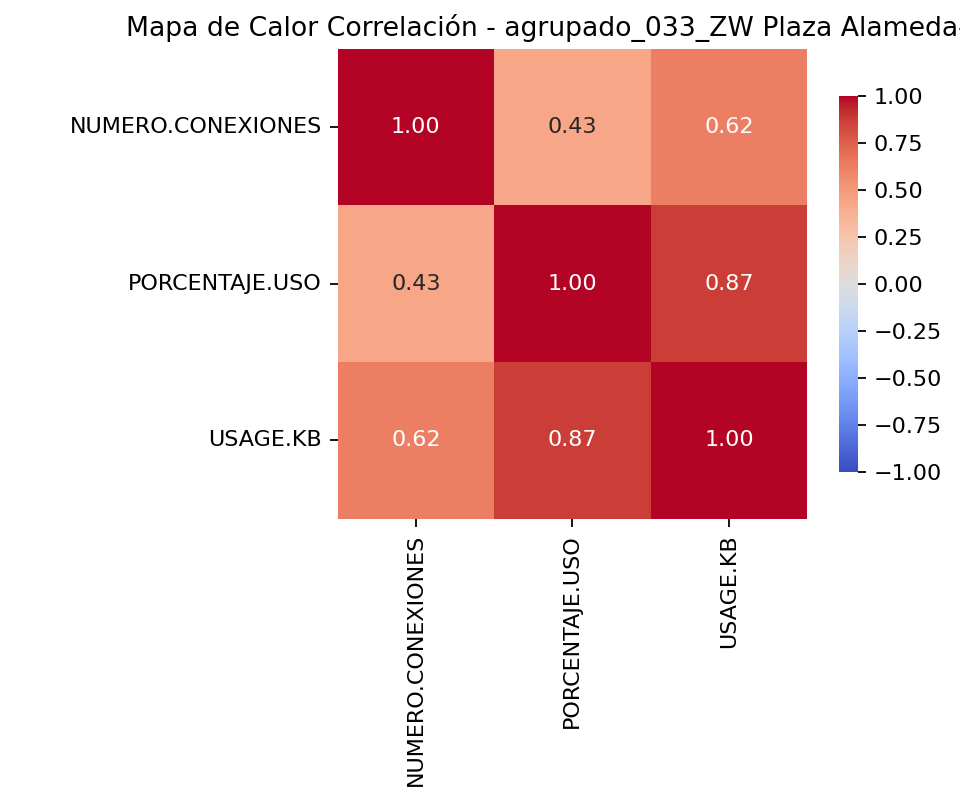 Mapa de Calor Correlación - agrupado_033_ZW Plaza Alameda-
NUMERO.CONEXIONES 1.00 0.43 0.62
PORCENTAJE.USO 0.43 1.00 0.87
USAGE.KB 0.62 0.87 1.00
NUMERO.CONEXIONES
PORCENTAJE.USO
USAGE.KB
1.00
0.75
0.50
0.25
0.00
−0.25
−0.50
−0.75
−1.00